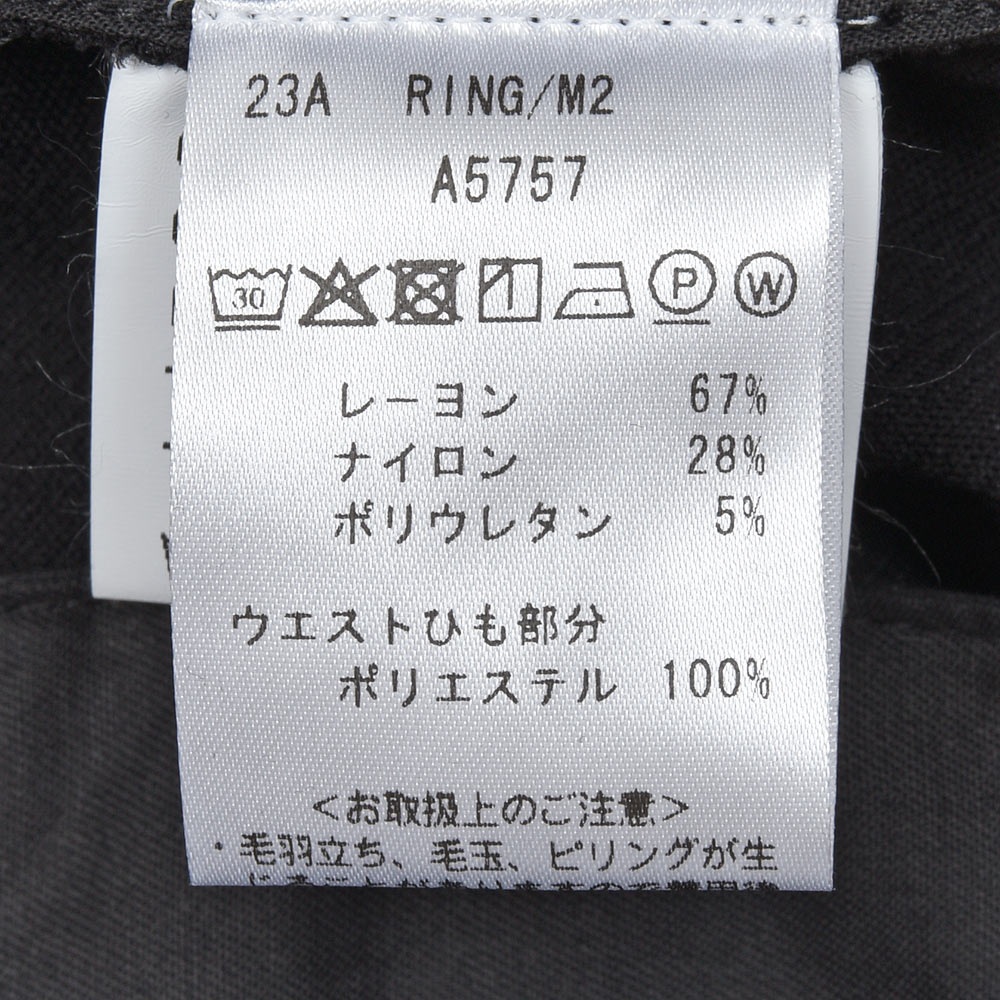 23A RING/M2
A5757
30 P W
レーヨン 67%
ナイロン 28%
ポリウレタン 5%
ウエストひも部分
ポリエステル 100%
<お取扱上のご注意>
・毛羽立ち、毛玉、ピリングが生